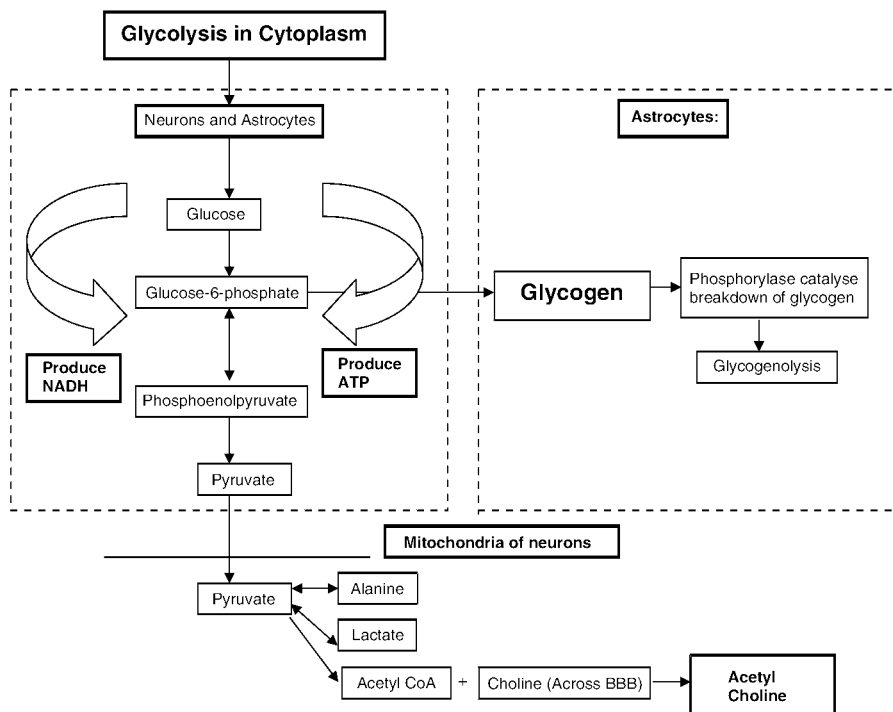 Glycolysis in Cytoplasm
Neurons and Astrocytes
Astrocytes:
Glucose
Glucose-6-phosphate
Glycogen
Phosphorylase catalyse
breakdown of glycogen
Glycogenolysis
Produce
NADH
Produce
ATP
Phosphoenolpyruvate
Pyruvate
Mitochondria of neurons
Pyruvate
Alanine
Lactate
Acetyl CoA + Choline (Across BBB)
Acetyl
Choline